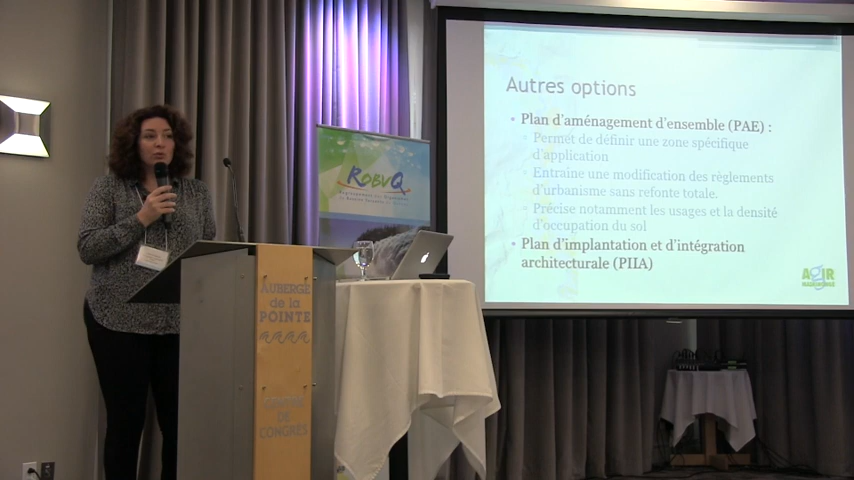 Autres options
• Plan d'aménagement d'ensemble (PAE) :
• Permet de définir une zone spécifique
d'application
• Entraine une modification des règlements
d'urbanisme sans refonte totale.
• Précise notamment les usages et la densité
d'occupation du sol
• Plan d'implantation et d'intégration
architecturale (PIIA)
AGIR
ROBVQ
AUBERGE
de la
POINTE
CENTRE
DE
CONGRÈS